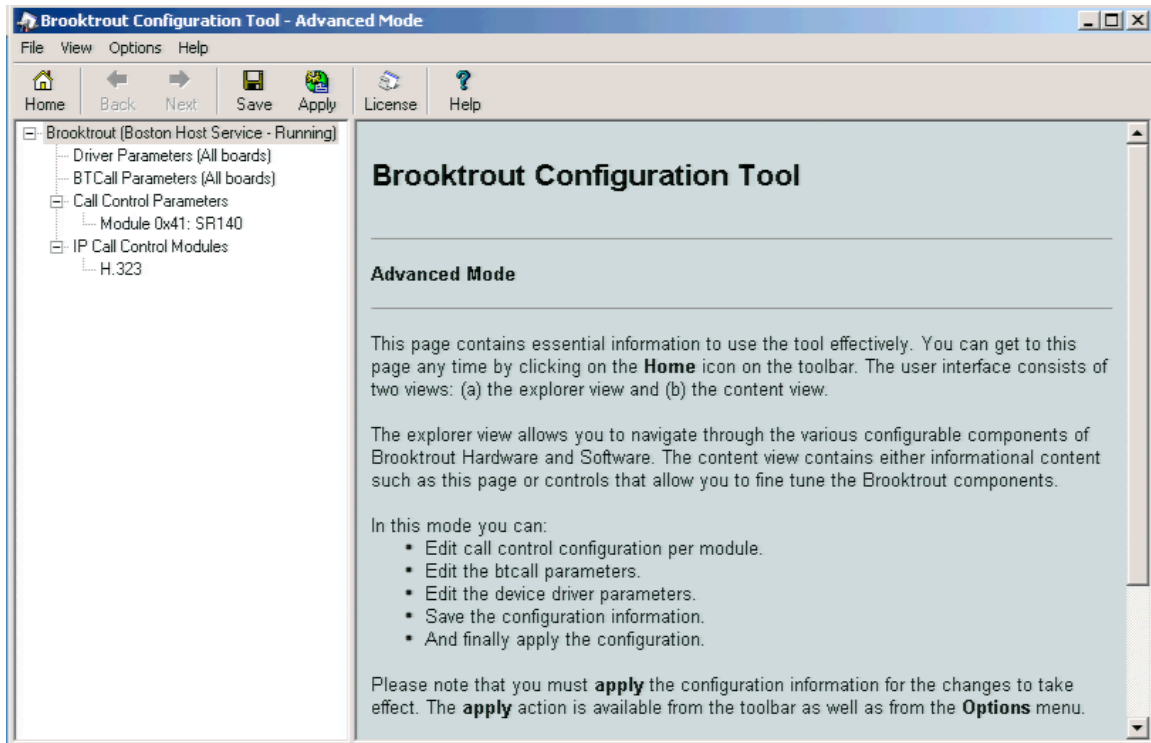 Brooktrout Configuration Tool - Advanced Mode
File View Options Help
Home Back Next Save Apply License Help
Brooktrout (Boston Host Service - Running)
Driver Parameters (All boards)
BTCall Parameters (All boards)
Call Control Parameters
Module 0x41: SR140
IP Call Control Modules
H.323
Brooktrout Configuration Tool
Advanced Mode
This page contains essential information to use the tool effectively. You can get to this
page any time by clicking on the Home icon on the toolbar. The user interface consists of
two views: (a) the explorer view and (b) the content view.
The explorer view allows you to navigate through the various configurable components of
Brooktrout Hardware and Software. The content view contains either informational content
such as this page or controls that allow you to fine tune the Brooktrout components.
In this mode you can:
• Edit call control configuration per module.
• Edit the btcall parameters.
• Edit the device driver parameters.
• Save the configuration information.
• And finally apply the configuration.
Please note that you must apply the configuration information for the changes to take
effect. The apply action is available from the toolbar as well as from the Options menu.